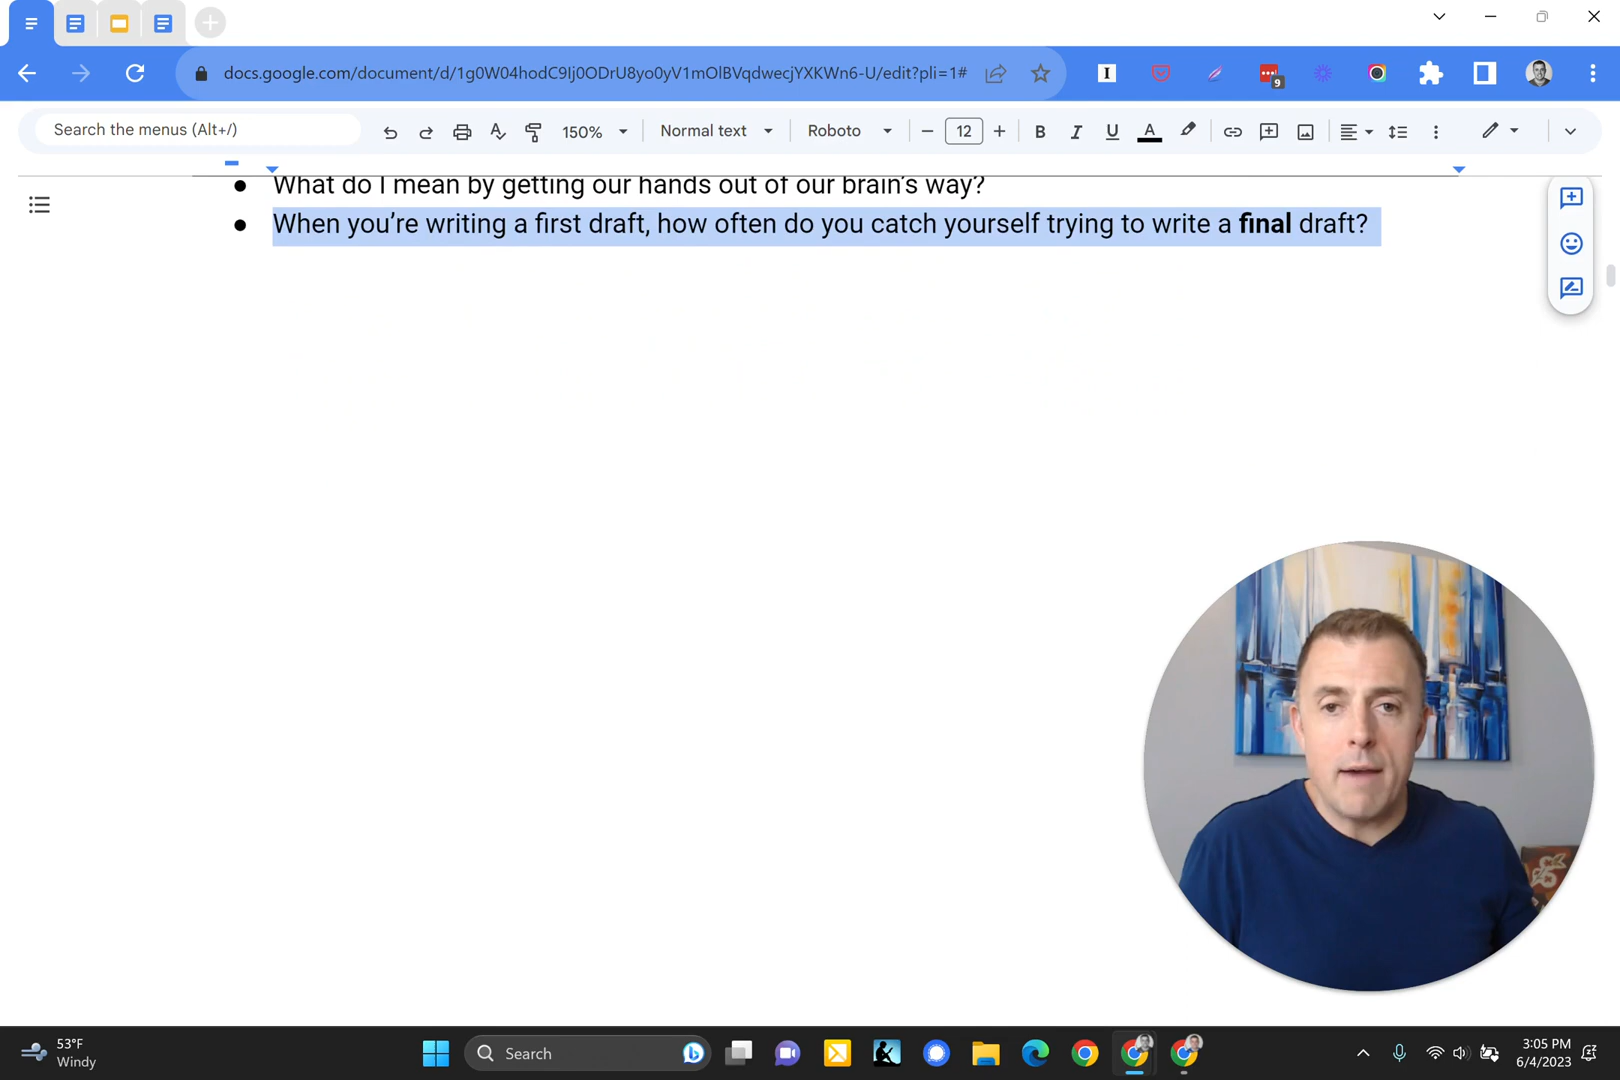 docs.google.com/document/d/1g0W04hodC9lj0ODrU8yo0yV1mOlBVqdwecjYXKWn6-U/edit?pli=1#
9
Search the menus (Alt+/)
150%
Normal text
Roboto
12
B
I
U
A
What do I mean by getting our hands out of our brain's way?
When you're writing a first draft, how often do you catch yourself trying to write a final draft?
53°F
Windy
Search
3:05 PM
6/4/2023